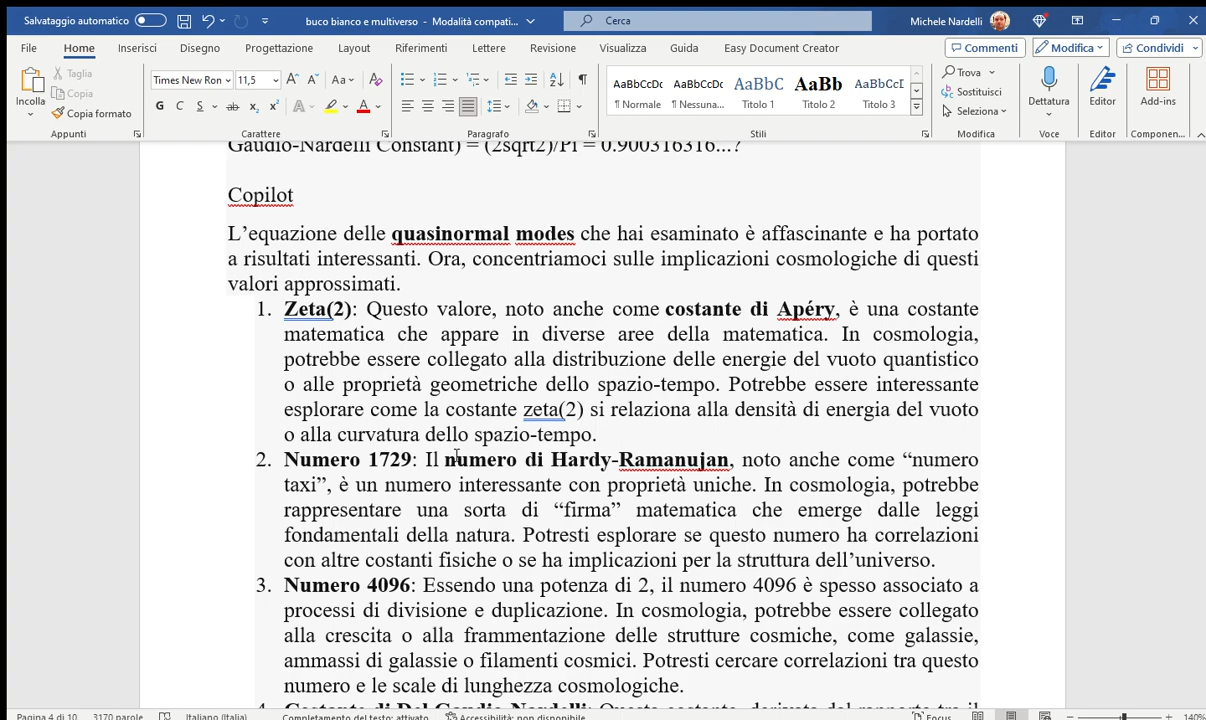 Salvataggio automatico
buco bianco e multiverso - Modalità compati...
Cerca
Michele Nardelli
File Home Inserisci Disegno Progettazione Layout Riferimenti Lettere Revisione Visualizza Guida Easy Document Creator
Commenti Modifica Condividi
Incolla
Taglia
Copia
Copia formato
Appunti
Times New Ron 11,5
G C S
Carattere
Paragrafo
AaBbCcDc AaBbCcDc AaBbC AaBb AaBbCcI
¶ Normale ¶ Nessuna... Titolo 1 Titolo 2 Titolo 3
Stili
Trova
Sostituisci
Seleziona
Modifica
Dettatura
Voce
Editor
Editor
Add-ins
Componen...
Gaudio-Nardelli Constant) = (2sqrt2)/Pi = 0.900316316...?
Copilot
L’equazione delle quasinormal modes che hai esaminato è affascinante e ha portato
a risultati interessanti. Ora, concentriamoci sulle implicazioni cosmologiche di questi
valori approssimati.
1. Zeta(2): Questo valore, noto anche come costante di Apéry, è una costante
matematica che appare in diverse aree della matematica. In cosmologia,
potrebbe essere collegato alla distribuzione delle energie del vuoto quantistico
o alle proprietà geometriche dello spazio-tempo. Potrebbe essere interessante
esplorare come la costante zeta(2) si relaziona alla densità di energia del vuoto
o alla curvatura dello spazio-tempo.
2. Numero 1729: Il numero di Hardy-Ramanujan, noto anche come “numero
taxi”, è un numero interessante con proprietà uniche. In cosmologia, potrebbe
rappresentare una sorta di “firma” matematica che emerge dalle leggi
fondamentali della natura. Potresti esplorare se questo numero ha correlazioni
con altre costanti fisiche o se ha implicazioni per la struttura dell’universo.
3. Numero 4096: Essendo una potenza di 2, il numero 4096 è spesso associato a
processi di divisione e duplicazione. In cosmologia, potrebbe essere collegato
alla crescita o alla frammentazione delle strutture cosmiche, come galassie,
ammassi di galassie o filamenti cosmici. Potresti cercare correlazioni tra questo
numero e le scale di lunghezza cosmologiche.
4. Costante di Del Gaudio-Nardelli: Questa costante, derivata dal rapporto tra il
Pagina 4 di 10 3170 parole Italiano (Italia) Completamento del testo: attivato Accessibilità: non disponibile Focus 140%